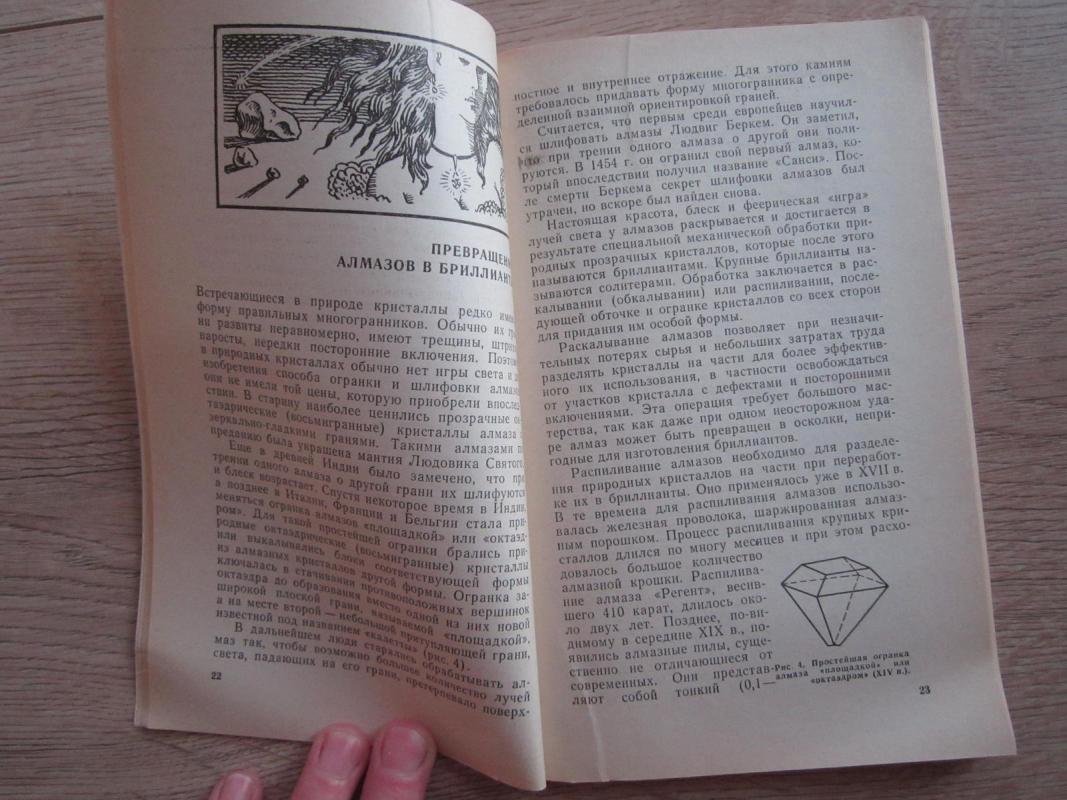 ПРЕВРАЩЕНИ
АЛМАЗОВ В БРИЛЛИАНТ
Встречающиеся в природе кристаллы редко име
форму правильных многогранников. Обычно их гр
ни развиты неравномерно, имеют трещины, штри
наросты, нередки посторонние включения. Поэтом
в природных кристаллах обычно нет игры света и д
изобретения способа огранки и шлифовки алмазо
они не имели той цены, которую приобрели впослед
ствии. В старину наиболее ценились прозрачные ок
таэдрические (восьмигранные) кристаллы алмаза с
зеркально-гладкими гранями. Такими алмазами п
преданию была украшена мантия Людовика Святого.
Еще в древней Индии было замечено, что при
трении одного алмаза о другой грани их шлифуются
и блеск возрастает. Спустя некоторое время в Индии,
а позднее в Италии, Франции и Бельгии стала при-
меняться огранка алмазов «площадкой» или «октаэд-
ром». Для такой простейшей огранки брались при-
родные октаэдрические (восьмигранные) кристаллы
или выкалывались блоки соответствующей формы
из алмазных кристаллов другой формы. Огранка за-
ключалась в стачивании противоположных вершинок
октаэдра до образования вместо одной из них новой
широкой плоской грани, называемой «площадкой»,
а на месте второй — небольшой притупляющей грани,
известной под названием «калетты» (рис. 4).
В дальнейшем люди старались обрабатывать ал-
маз так, чтобы возможно большее количество лучей
света, падающих на его грани, претерпевало поверх-
22
ностное и внутреннее отражение. Для этого камням
требовалось придавать форму многогранника с опре-
деленной взаимной ориентировкой граней.
Считается, что первым среди европейцев научил-
ся шлифовать алмазы Людвиг Беркем. Он заметил,
что при трении одного алмаза о другой они поли-
руются. В 1454 г. он огранил свой первый алмаз, ко-
торый впоследствии получил название «Санси». Пос-
ле смерти Беркема секрет шлифовки алмазов был
утрачен, но вскоре был найден снова.
Настоящая красота, блеск и феерическая «игра»
лучей света у алмазов раскрывается и достигается в
результате специальной механической обработки при-
родных прозрачных кристаллов, которые после этого
называются бриллиантами. Крупные бриллианты на-
зываются солитерами. Обработка заключается в рас-
калывании (обкалывании) или распиливании, после-
дующей обточке и огранке кристаллов со всех сторон
для придания им особой формы.
Раскалывание алмазов позволяет при незначи-
тельных потерях сырья и небольших затратах труда
разделять кристаллы на части для более эффектив-
ного их использования, в частности освобождаться
от участков кристалла с дефектами и посторонними
включениями. Эта операция требует большого мас-
терства, так как даже при одном неосторожном уда-
ре алмаз может быть превращен в осколки, непри-
годные для изготовления бриллиантов.
Распиливание алмазов необходимо для разделе-
ния природных кристаллов на части при переработ-
ке их в бриллианты. Оно применялось уже в XVII в.
В те времена для распиливания алмазов использо-
валась железная проволока, шаржированная алмаз-
ным порошком. Процесс распиливания крупных кри-
сталлов длился по многу месяцев и при этом расхо-
довалось большое количество
алмазной крошки. Распилива-
ние алмаза «Регент», весив-
шего 410 карат, длилось око-
ло двух лет. Позднее, по-ви-
димому в середине XIX в., по-
явились алмазные пилы, суще-
ственно не отличающиеся от
современных. Они представ-
ляют собой тонкий (0,1—
Рис. 4. Простейшая огранка
алмаза «площадкой» или
«октаэдром» (XIV в.).
23